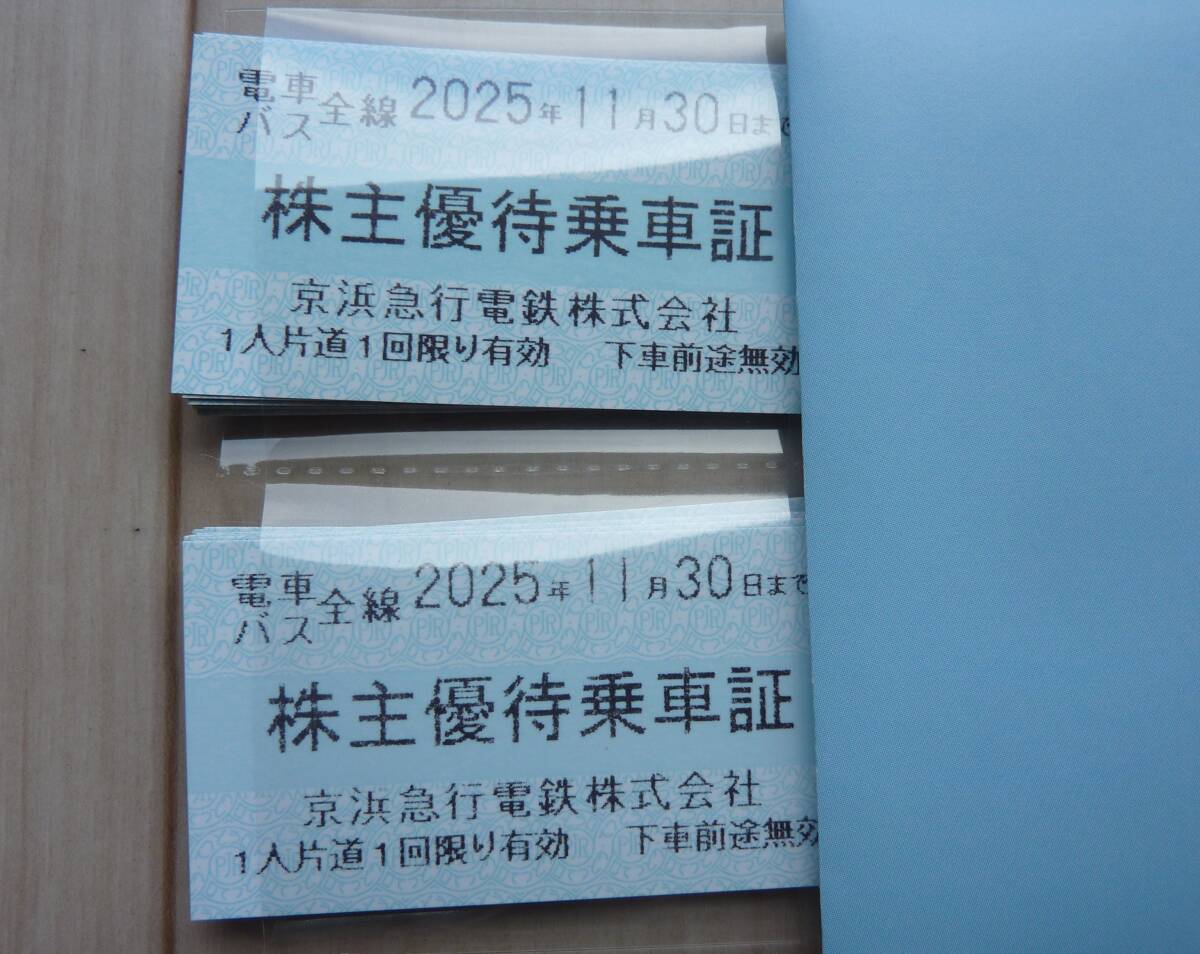 電車
バス全線 2025年11月30日まで
株主優待乗車証
京浜急行電鉄株式会社
1人片道1回限り有効 下車前途無効
電車
バス全線 2025年11月30日まで
株主優待乗車証
京浜急行電鉄株式会社
1人片道1回限り有効 下車前途無効